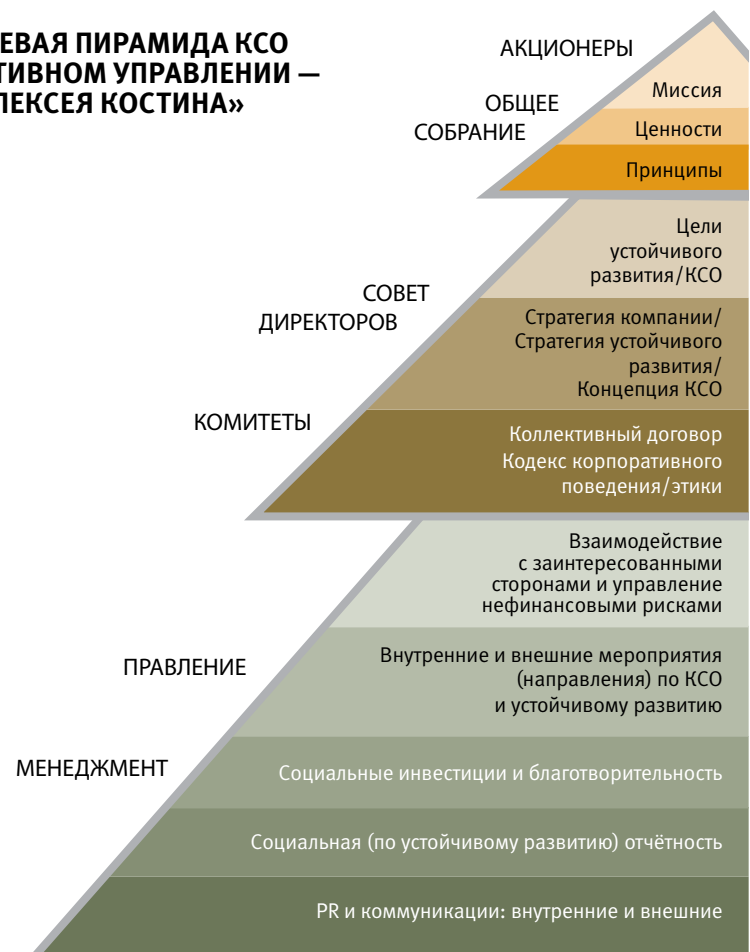 ЕВАЯ ПИРАМИДА КСО
ТИВНОМ УПРАВЛЕНИИ —
ЛЕКСЕЯ КОСТИНА»
АКЦИОНЕРЫ
ОБЩЕЕ
СОБРАНИЕ
Миссия
Ценности
Принципы
СОВЕТ
ДИРЕКТОРОВ
КОМИТЕТЫ
Цели
устойчивого
развития/КСО
Стратегия компании/
Стратегия устойчивого
развития/
Концепция КСО
Коллективный договор
Кодекс корпоративного
поведения/этики
ПРАВЛЕНИЕ
МЕНЕДЖМЕНТ
Взаимодействие
с заинтересованными
сторонами и управление
нефинансовыми рисками
Внутренние и внешние мероприятия
(направления) по КСО
и устойчивому развитию
Социальные инвестиции и благотворительность
Социальная (по устойчивому развитию) отчётность
PR и коммуникации: внутренние и внешние